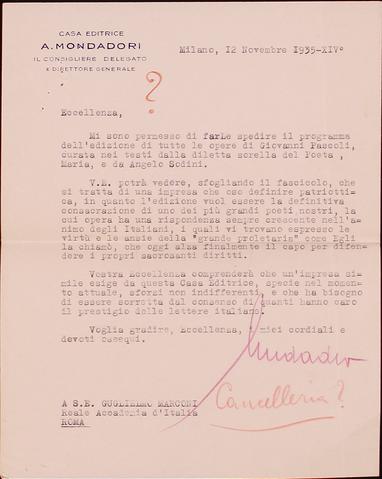 CASA EDITRICE
A. MONDADORI
IL CONSIGLIERE DELEGATO
E DIRETTORE GENERALE
Milano, 12 Novembre 1935-XIV°
?
Eccellenza,
Mi sono permesso di farLe spedire il programma
dell'edizione di tutte le opere di Giovanni Pascoli,
curata nei testi dalla diletta sorella del Poeta,
Maria, e da Angelo Sodini.
V.E. potrà vedere, sfogliando il fascicolo, che
si tratta di una impresa che oso definire patriotti-
ca, in quanto l'edizione vuol essere la definitiva
consacrazione di uno dei più grandi poeti nostri, la
cui opera ha una rispondenza sempre crescente nell'a-
nimo degli Italiani, i quali vi trovano espresso le
virtù e le ansie della "grande proletaria" come Egli
la chiamò, che oggi alza finalmente il capo per difen-
dere i propri sacrosanti diritti.
Vostra Eccellenza comprenderà che un'impresa si-
mile esige da questa Casa Editrice, specie nel momen-
to attuale, sforzi non indifferenti, e che ha bisogno
di essere sorretta dal consenso di quanti hanno caro
il prestigio delle lettere italiane.
Voglia gradire, Eccellenza, i miei cordiali e
devoti ossequi.
Mondadori
A S.E. GUGLIELMO MARCONI
Reale Accademia d'Italia
ROMA
Cancelleria?